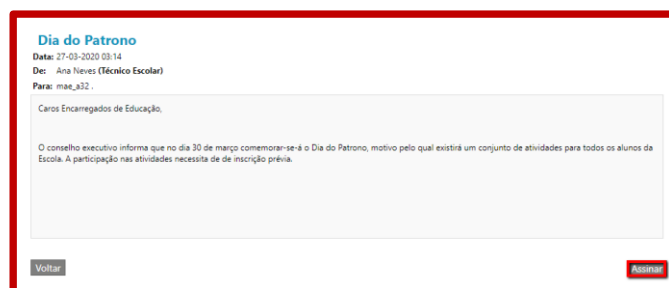 Dia do Patrono
Data: 27-03-2020 03:14
De: Ana Neves (Técnico Escolar)
Para: mae_a32 .
Caros Encarregados de Educação,
O conselho executivo informa que no dia 30 de março comemorar-se-á o Dia do Patrono, motivo pelo qual existirá um conjunto de atividades para todos os alunos da
Escola. A participação nas atividades necessita de de inscrição prévia.
Voltar
Assinar